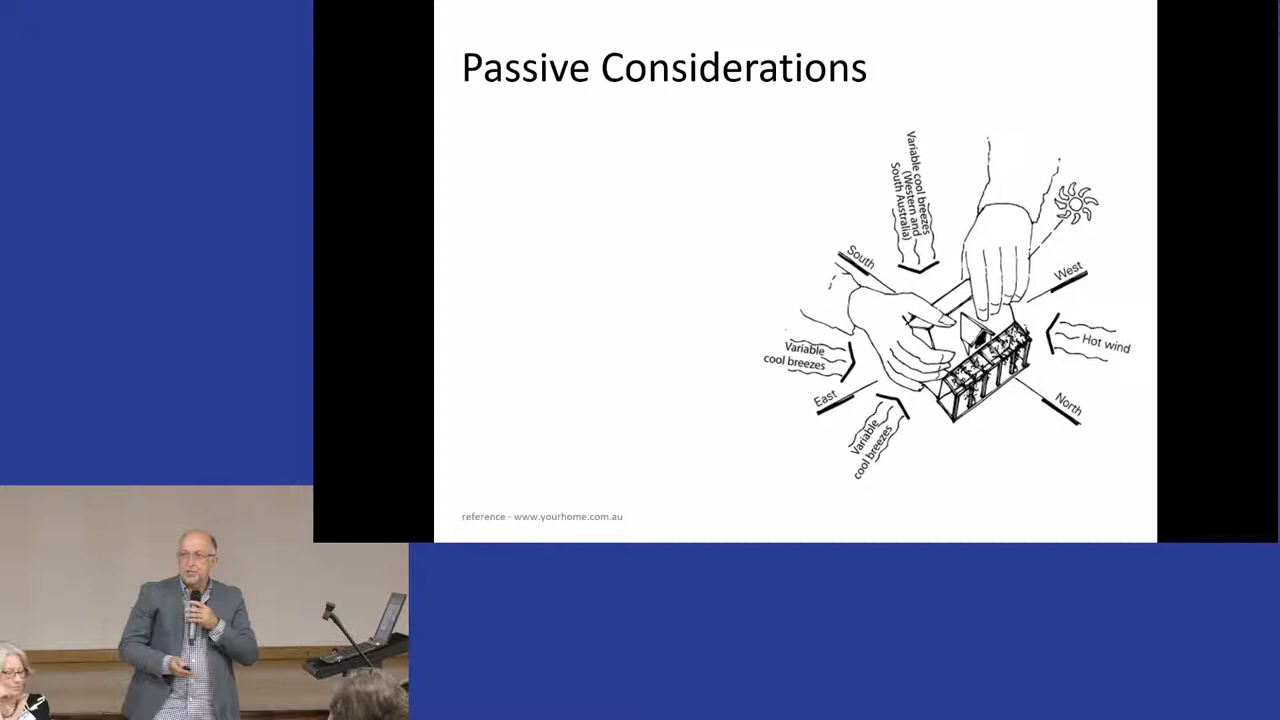 Passive Considerations
Variable cool breezes
(Western and
South Australia)
South
West
Variable
cool breezes
Hot wind
East
North
Variable
cool breezes
reference - www.yourhome.com.au